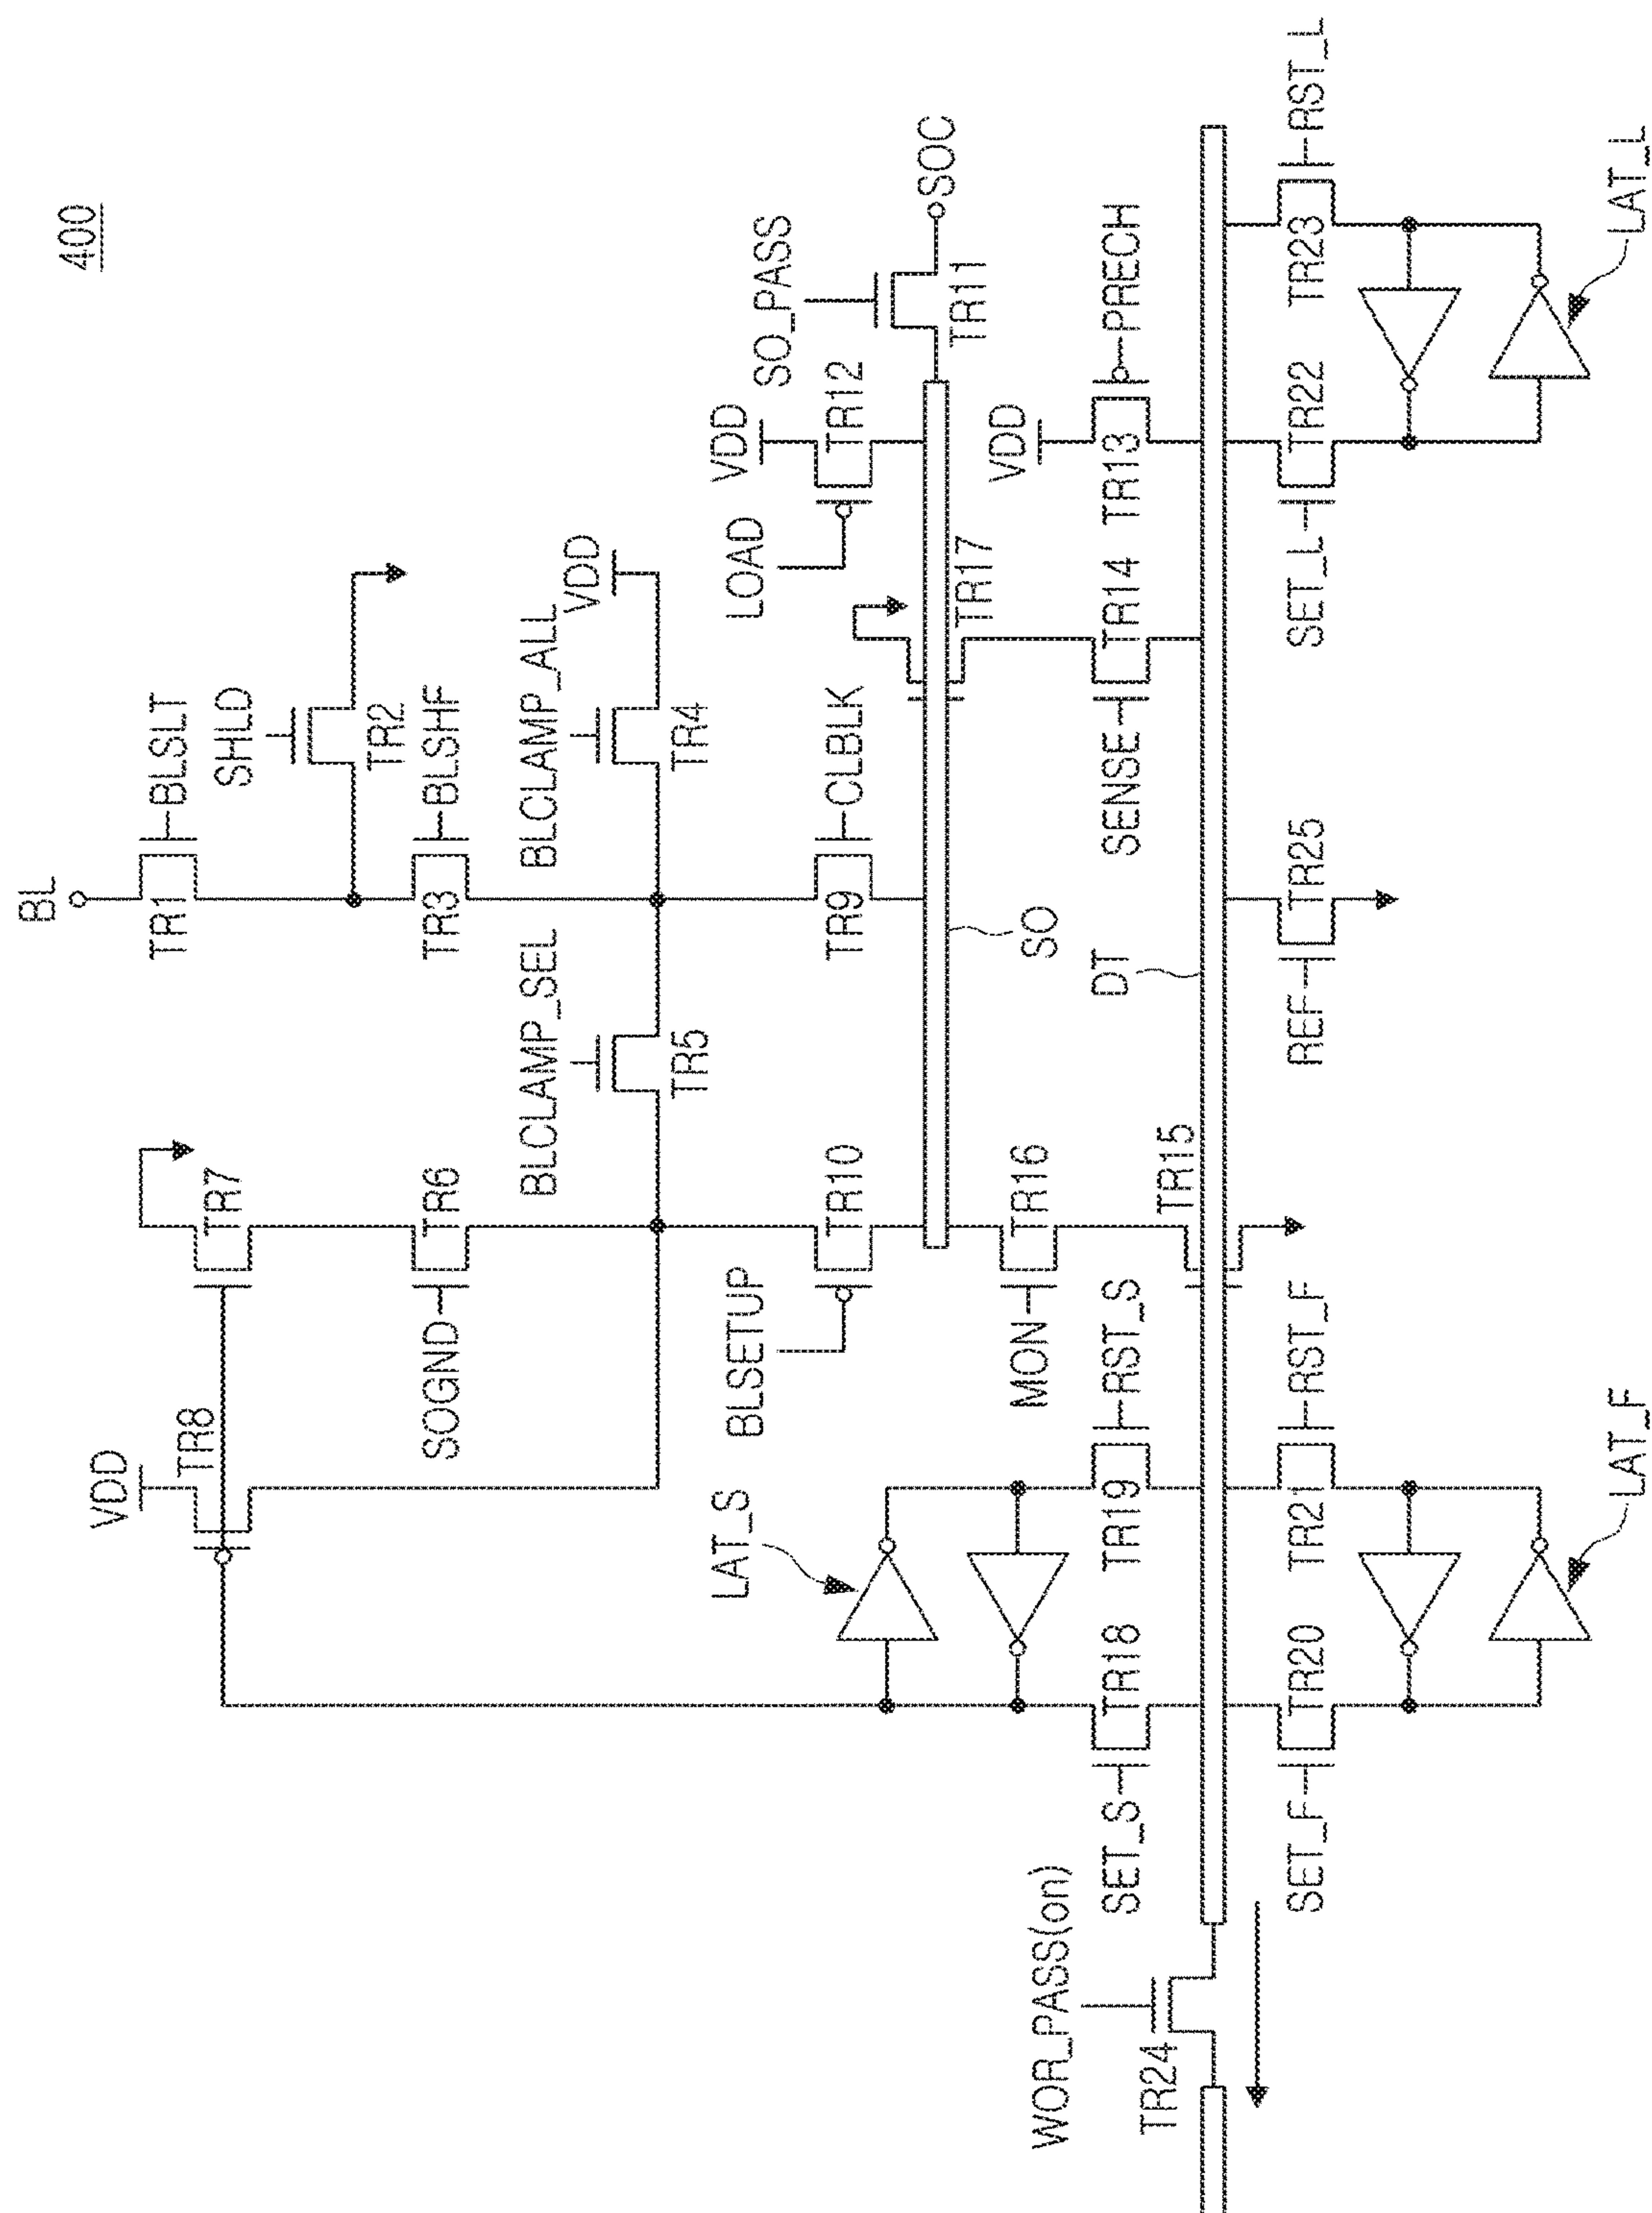 400
BL
TR1
BLSLT
SHLD
TR2
TR3
BLSHF
BLCLAMP_ALL
VDD
TR4
BLCLAMP_SEL
TR5
TR7
TR6
SOGND
VDD
TR8
BLSETUP
TR10
TR9
CLBLK
LOAD
VDD
TR12
SO_PASS
TR11
SOC
SO
TR17
VDD
TR13
PRECH
SENSE
TR14
MON
TR16
TR15
DT
LAT_S
SET_S
TR18
TR19
RST_S
SET_F
TR20
TR21
RST_F
LAT_F
REF
TR25
SET_L
TR22
TR23
RST_L
LAT_L
WOR_PASS(on)
TR24